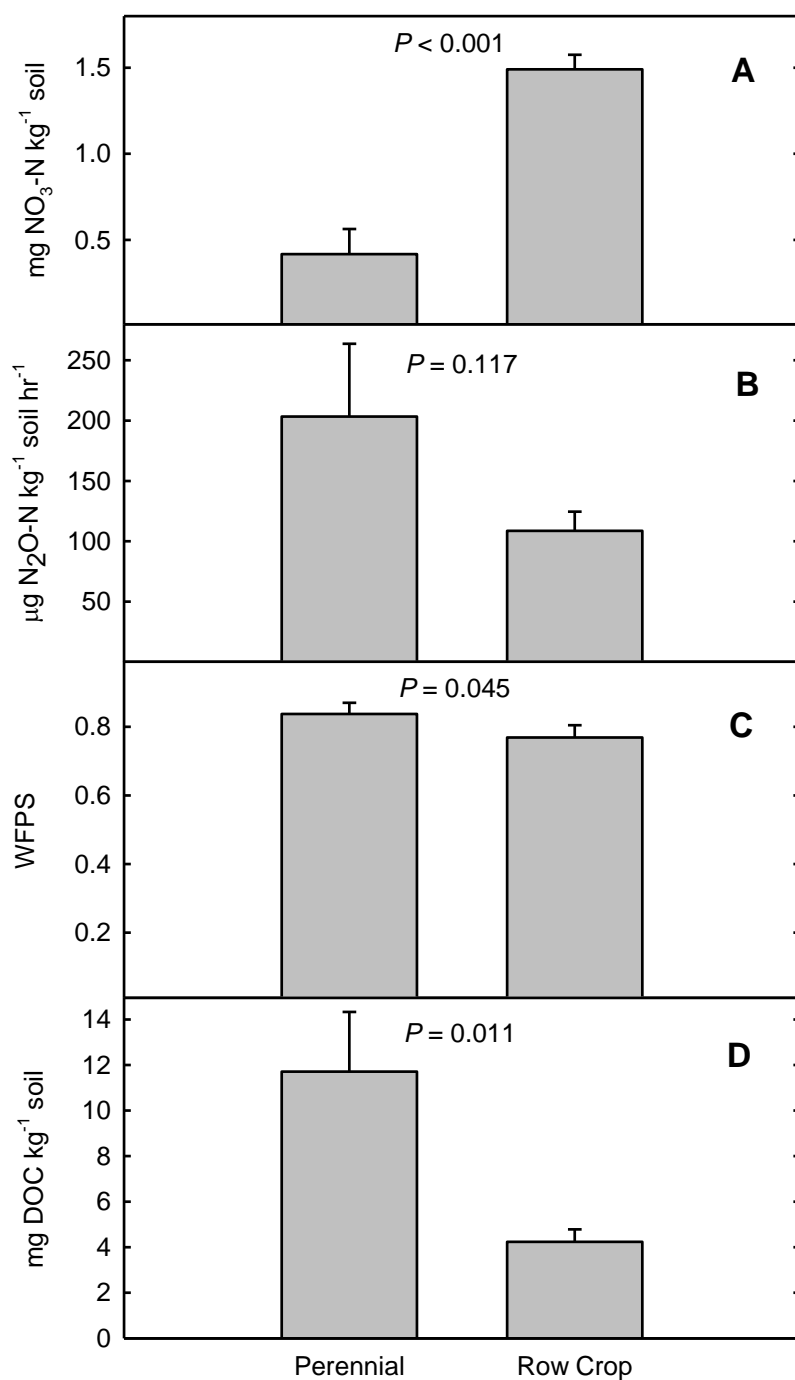 P < 0.001
A
1.5
1.0
0.5
mg NO₃-N kg⁻¹ soil
P = 0.117
B
250
200
150
100
50
µg N₂O-N kg⁻¹ soil hr⁻¹
P = 0.045
C
0.8
0.6
0.4
0.2
WFPS
P = 0.011
D
14
12
10
8
6
4
2
0
mg DOC kg⁻¹ soil
Perennial Row Crop